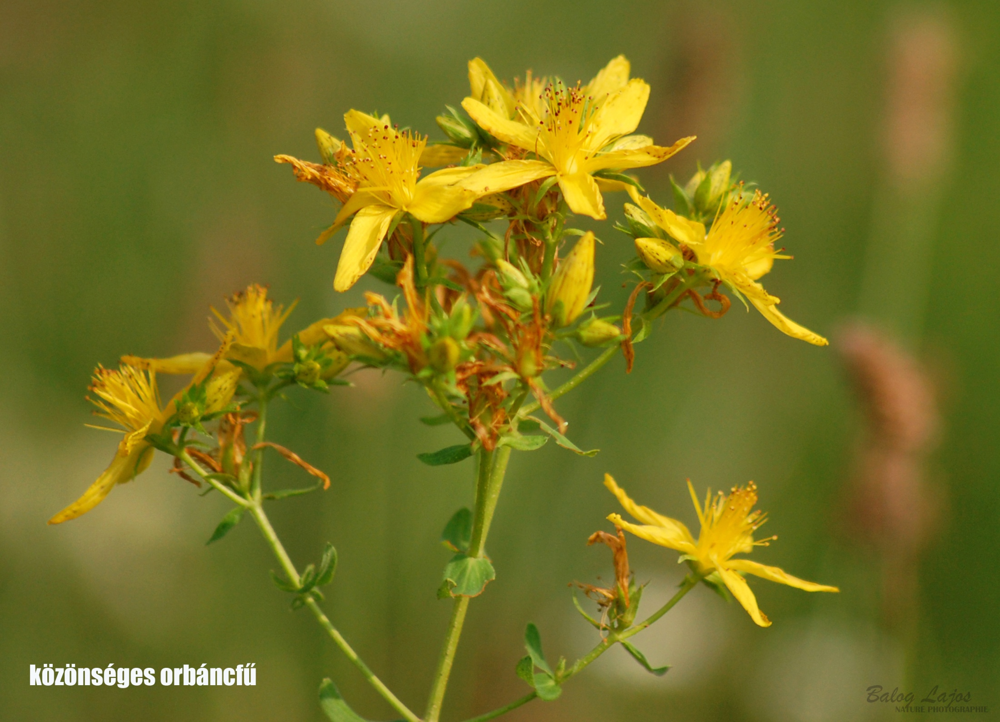 közönséges orbáncfű
Balog Lajos
NATURE PHOTOGRAPHIE